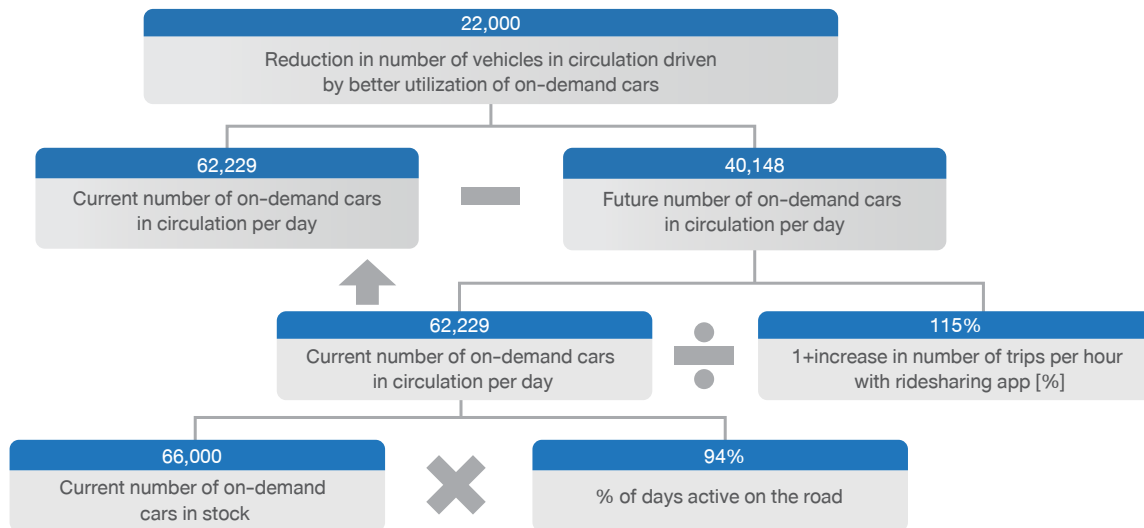 22,000
Reduction in number of vehicles in circulation driven
by better utilization of on-demand cars
62,229
Current number of on-demand cars
in circulation per day
40,148
Future number of on-demand cars
in circulation per day
62,229
Current number of on-demand cars
in circulation per day
115%
1+increase in number of trips per hour
with ridesharing app [%]
66,000
Current number of on-demand
cars in stock
94%
% of days active on the road